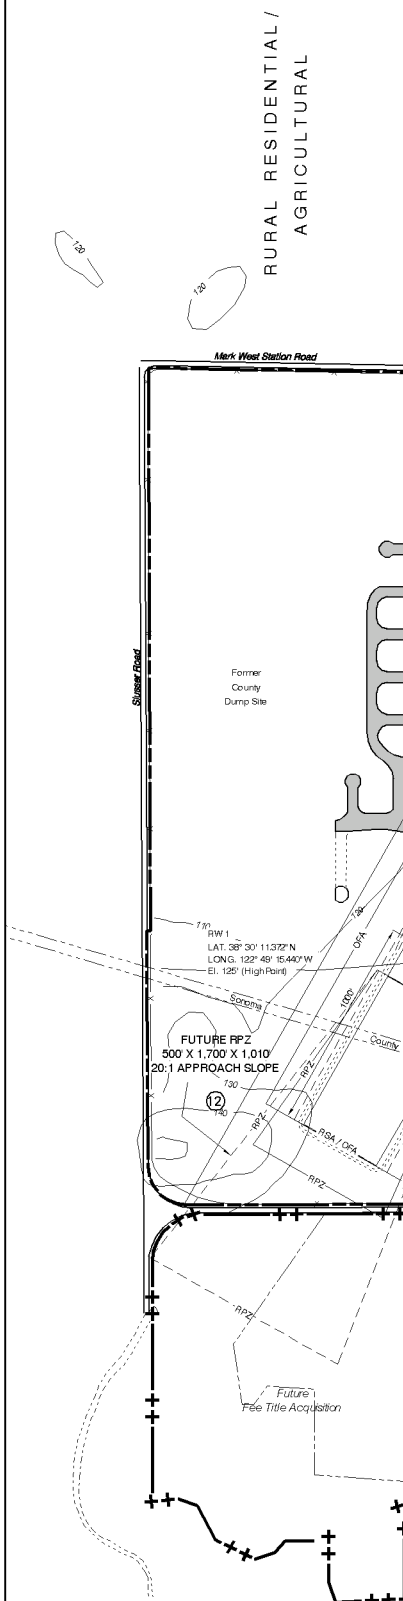 RURAL RESIDENTIAL /
AGRICULTURAL
120
120
Mark West Station Road
Slusser Road
Former
County
Dump Site
120
OFA
110
RW 1
LAT. 38° 30' 11.372" N
LONG. 122° 49' 15.440" W
El. 125' (High Point)
1000'
Sonoma
County
FUTURE RPZ
500' X 1,700' X 1,010'
20:1 APPROACH SLOPE
RPZ
130
12
140
RPZ
RSA / OFA
RPZ
RPZ
Future
Fee Title Acquisition